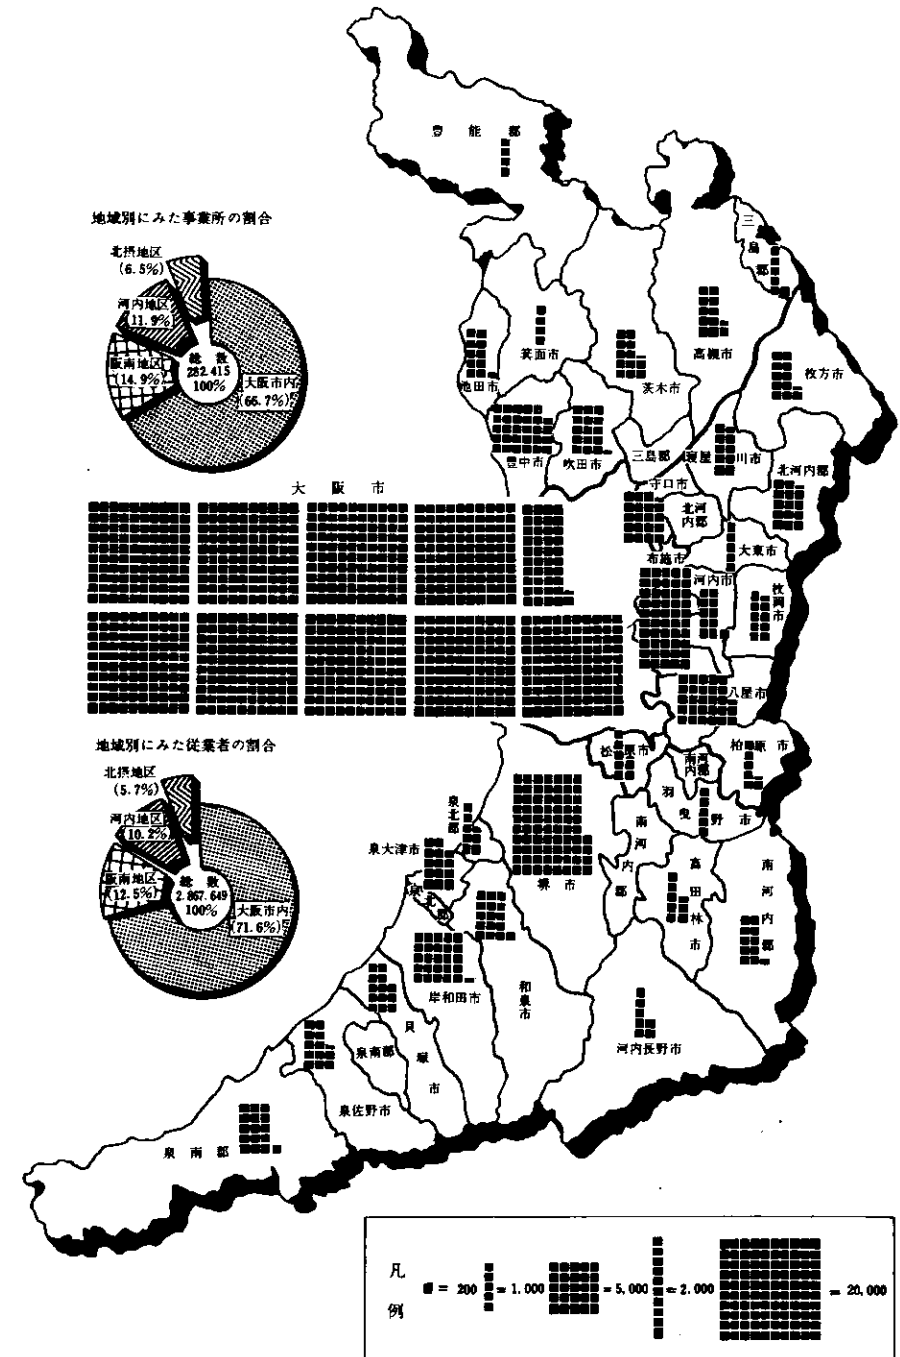 豊能郡
三島郡
地域別にみた事業所の割合
北摂地区
(6.5%)
河内地区
(11.9%)
阪南地区
(14.9%)
総数
282.415
100%
大阪市内
(66.7%)
箕面市
高槻市
池田市
茨木市
枚方市
豊中市
吹田市
三島郡
寝屋川市
北河内郡
守口市
大阪市
北河
内郡
布施市
大東市
河内市
枚岡市
八尾市
地域別にみた従業者の割合
北摂地区
(5.7%)
河内地区
(10.2%)
阪南地区
(12.5%)
総数
2.867.649
100%
大阪市内
(71.6%)
松原市
南河
内郡
柏原市
羽曳野市
泉北郡
泉大津市
堺市
南河内郡
富田林市
南河内郡
泉北郡
岸和田市
和泉市
貝塚市
泉南郡
河内長野市
泉佐野市
泉南郡
凡例
= 200
= 1.000
= 5,000
= 2.000
= 20,000